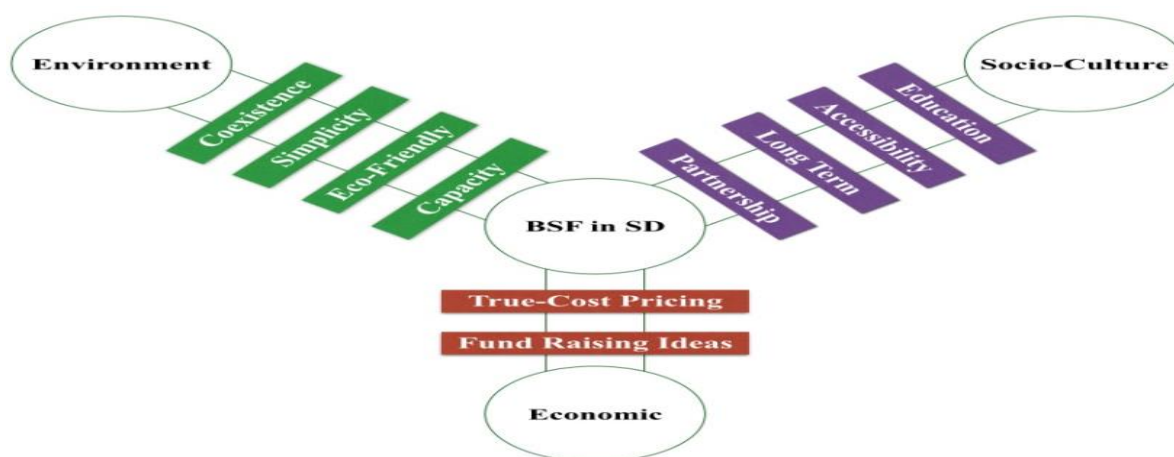 Environment
Socio-Culture
Coexistence
Simplicity
Eco-Friendly
Capacity
Partnership
Long Term
Accessibility
Education
BSF in SD
True-Cost Pricing
Fund Raising Ideas
Economic